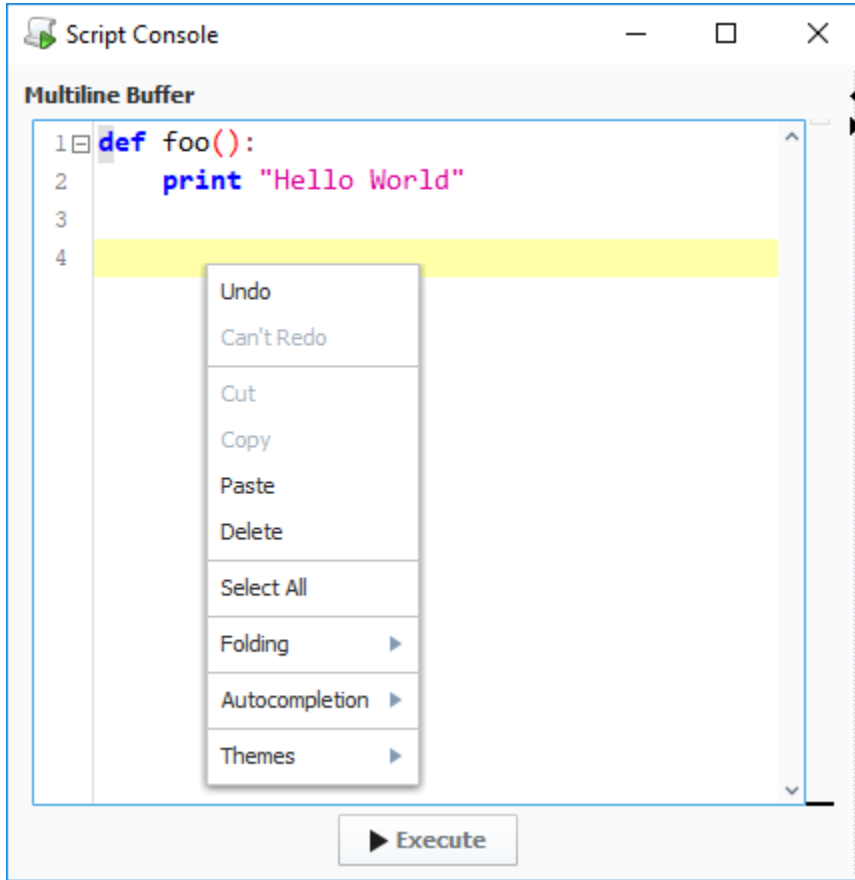 Script Console
Multiline Buffer
1 def foo():
2 print "Hello World"
3
4
Undo
Can't Redo
Cut
Copy
Paste
Delete
Select All
Folding
Autocompletion
Themes
Execute